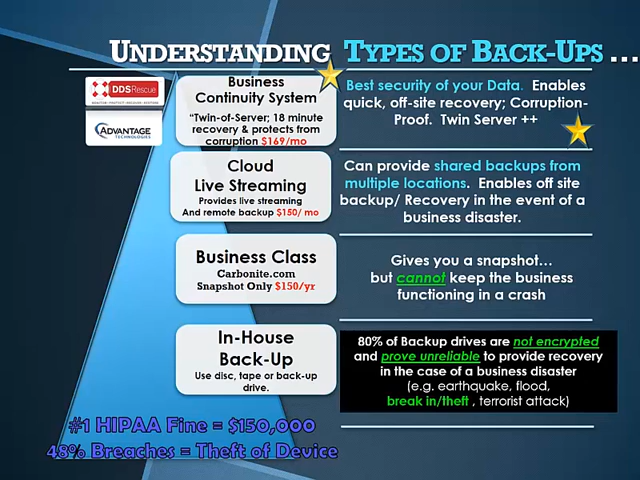 UNDERSTANDING TYPES OF BACK-UPS ...
DDSRescue
ADVANTAGE
TECHNOLOGIES
Business
Continuity System
"Twin-of-Server; 18 minute
recovery & protects from
corruption $169/mo
Best security of your Data. Enables
quick, off-site recovery; Corruption-
Proof. Twin Server ++
Cloud
Live Streaming
Provides live streaming
And remote backup $150/ mo
Can provide shared backups from
multiple locations. Enables off site
backup/ Recovery in the event of a
business disaster.
Business Class
Carbonite.com
Snapshot Only $150/yr
Gives you a snapshot...
but cannot keep the business
functioning in a crash
In-House
Back-Up
Use disc, tape or back-up
drive.
80% of Backup drives are not encrypted
and prove unreliable to provide recovery
in the case of a business disaster
(e.g. earthquake, flood,
break in/theft , terrorist attack)
#1 HIPAA Fine = $150,000
48% Breaches = Theft of Device